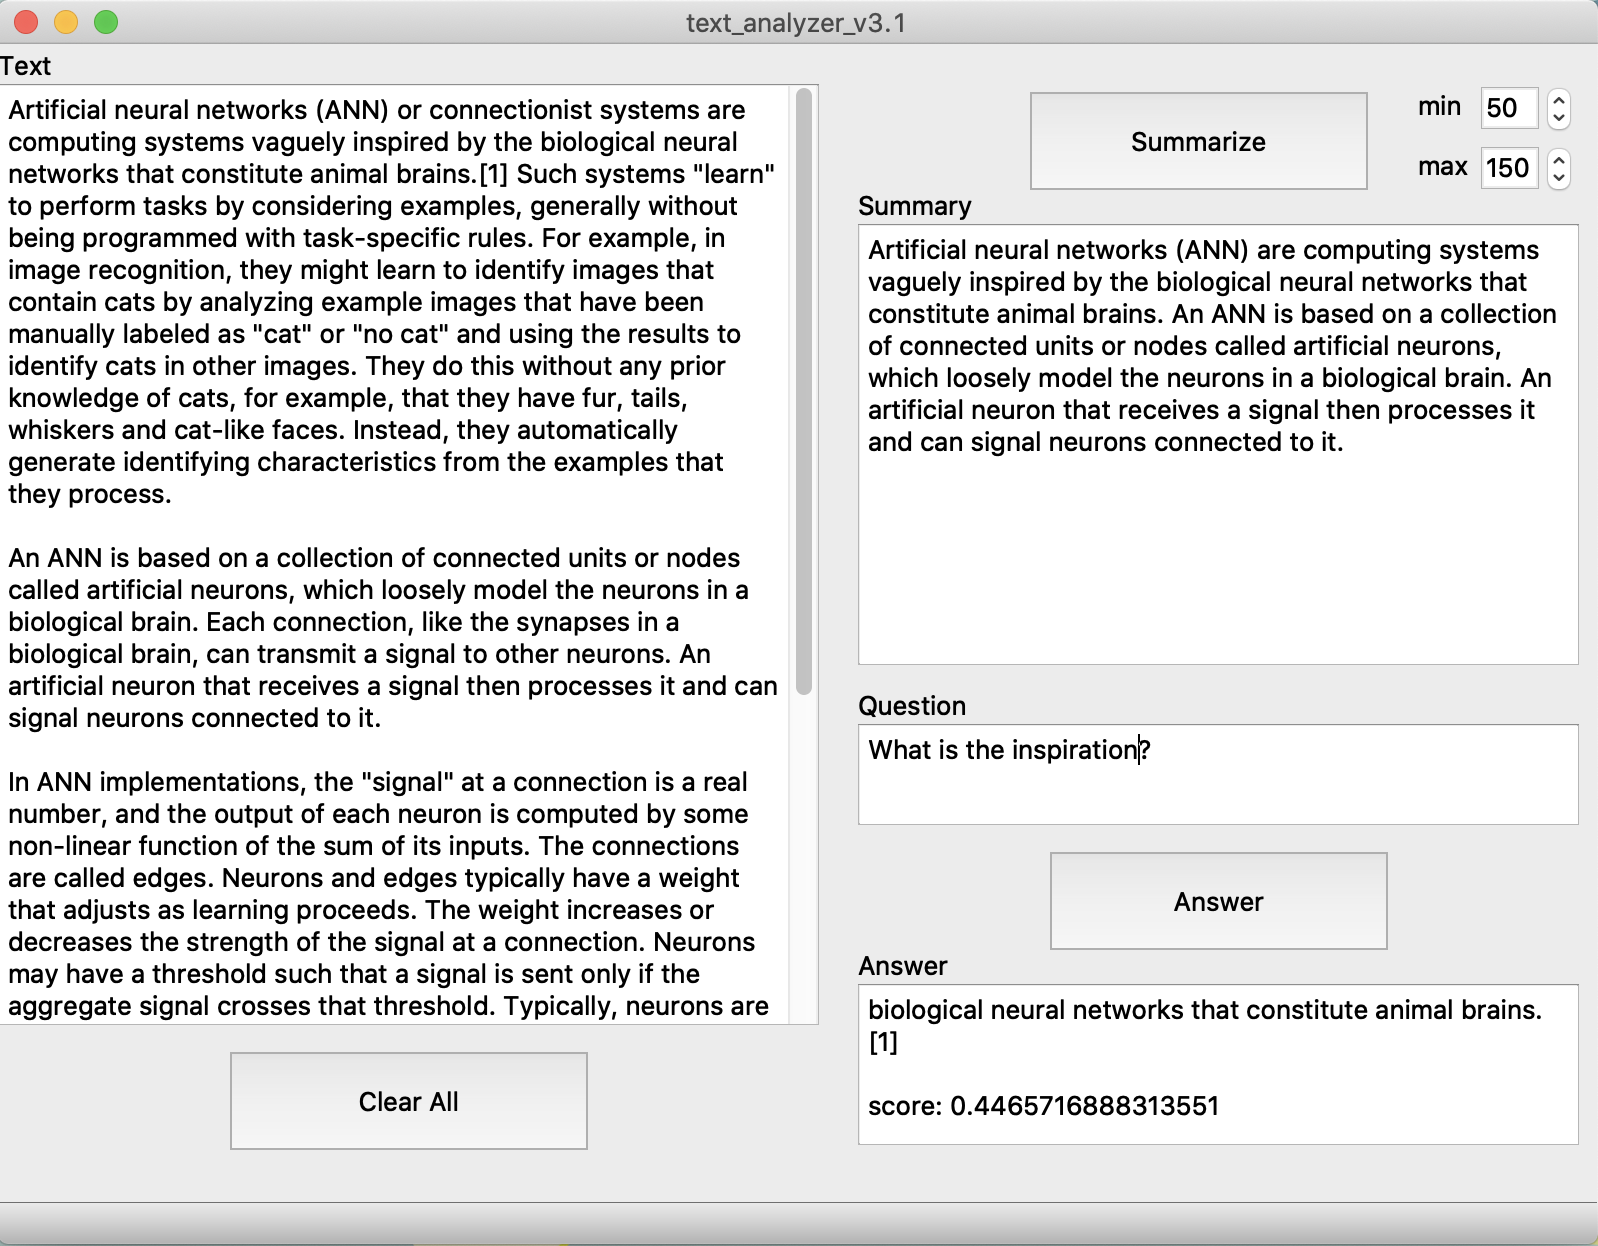 text_analyzer_v3.1
Text
Artificial neural networks (ANN) or connectionist systems are
computing systems vaguely inspired by the biological neural
networks that constitute animal brains.[1] Such systems "learn"
to perform tasks by considering examples, generally without
being programmed with task-specific rules. For example, in
image recognition, they might learn to identify images that
contain cats by analyzing example images that have been
manually labeled as "cat" or "no cat" and using the results to
identify cats in other images. They do this without any prior
knowledge of cats, for example, that they have fur, tails,
whiskers and cat-like faces. Instead, they automatically
generate identifying characteristics from the examples that
they process.

An ANN is based on a collection of connected units or nodes
called artificial neurons, which loosely model the neurons in a
biological brain. Each connection, like the synapses in a
biological brain, can transmit a signal to other neurons. An
artificial neuron that receives a signal then processes it and can
signal neurons connected to it.

In ANN implementations, the "signal" at a connection is a real
number, and the output of each neuron is computed by some
non-linear function of the sum of its inputs. The connections
are called edges. Neurons and edges typically have a weight
that adjusts as learning proceeds. The weight increases or
decreases the strength of the signal at a connection. Neurons
may have a threshold such that a signal is sent only if the
aggregate signal crosses that threshold. Typically, neurons are
Clear All
Summarize
min 50
max 150
Summary
Artificial neural networks (ANN) are computing systems
vaguely inspired by the biological neural networks that
constitute animal brains. An ANN is based on a collection
of connected units or nodes called artificial neurons,
which loosely model the neurons in a biological brain. An
artificial neuron that receives a signal then processes it
and can signal neurons connected to it.
Question
What is the inspiration?
Answer
Answer
biological neural networks that constitute animal brains.
[1]

score: 0.4465716888313551